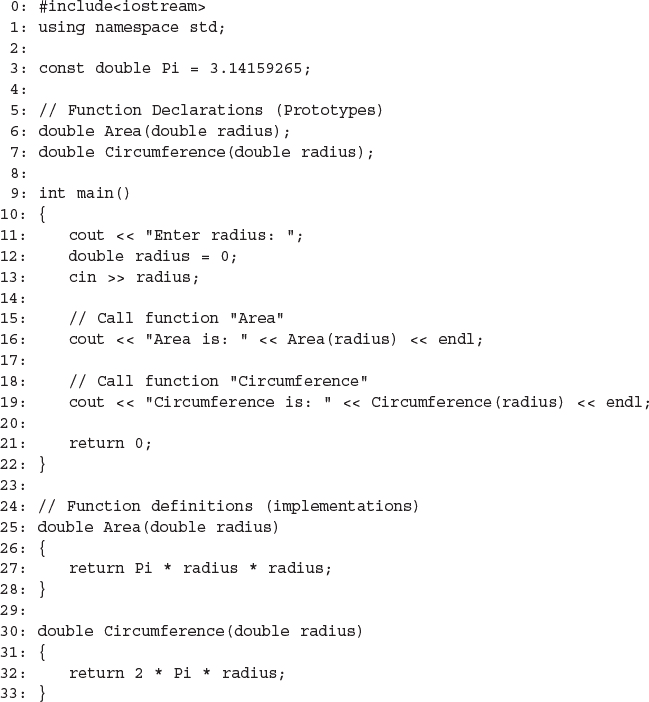 0: #include<iostream>
1: using namespace std;
2:
3: const double Pi = 3.14159265;
4:
5: // Function Declarations (Prototypes)
6: double Area(double radius);
7: double Circumference(double radius);
8:
9: int main()
10: {
11:    cout << "Enter radius: ";
12:    double radius = 0;
13:    cin >> radius;
14:
15:    // Call function "Area"
16:    cout << "Area is: " << Area(radius) << endl;
17:
18:    // Call function "Circumference"
19:    cout << "Circumference is: " << Circumference(radius) << endl;
20:
21:    return 0;
22: }
23:
24: // Function definitions (implementations)
25: double Area(double radius)
26: {
27:    return Pi * radius * radius;
28: }
29:
30: double Circumference(double radius)
31: {
32:    return 2 * Pi * radius;
33: }